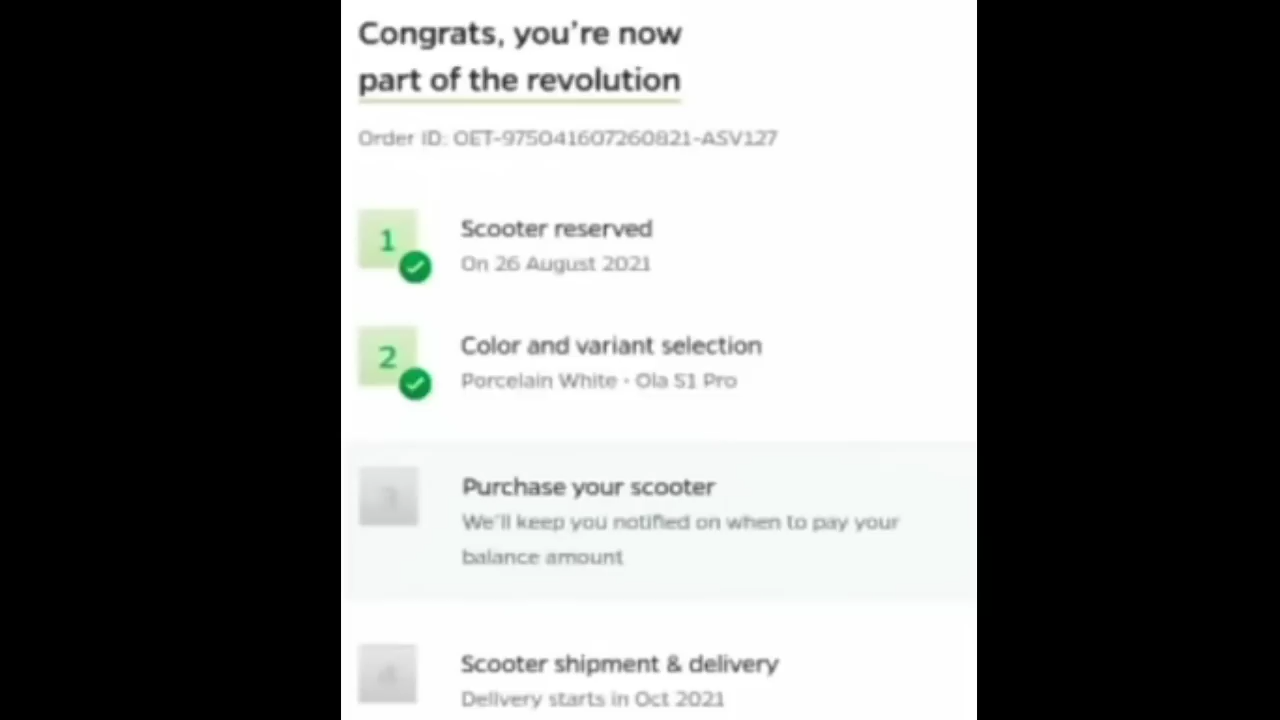 Congrats, you're now
part of the revolution
Order ID: OET-975041607260821-ASV127
1
Scooter reserved
On 26 August 2021
2
Color and variant selection
Porcelain White · Ola S1 Pro
3
Purchase your scooter
We'll keep you notified on when to pay your
balance amount
4
Scooter shipment & delivery
Delivery starts in Oct 2021